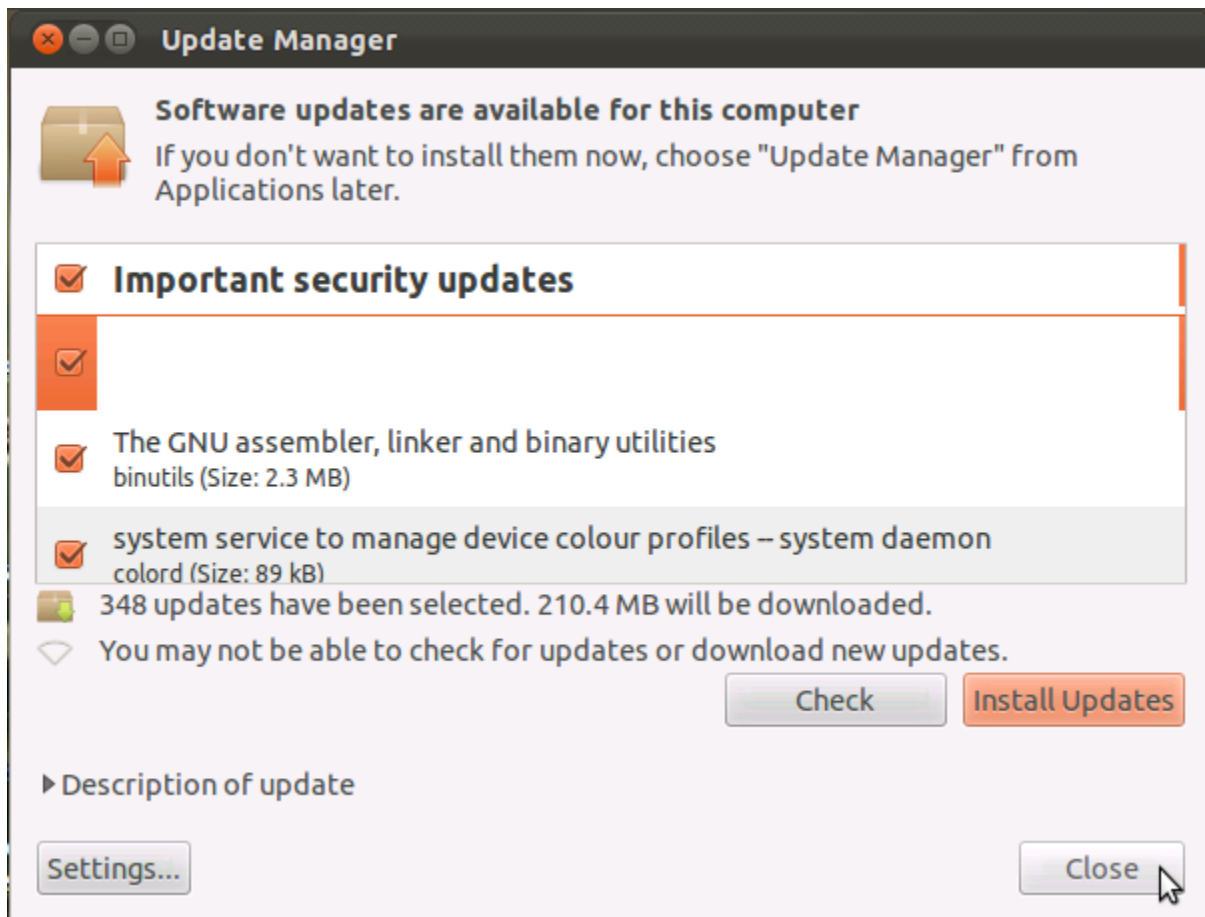 Update Manager
Software updates are available for this computer
If you don't want to install them now, choose "Update Manager" from
Applications later.
Important security updates
The GNU assembler, linker and binary utilities
binutils (Size: 2.3 MB)
system service to manage device colour profiles -- system daemon
colord (Size: 89 kB)
348 updates have been selected. 210.4 MB will be downloaded.
You may not be able to check for updates or download new updates.
Check Install Updates
Description of update
Settings... Close